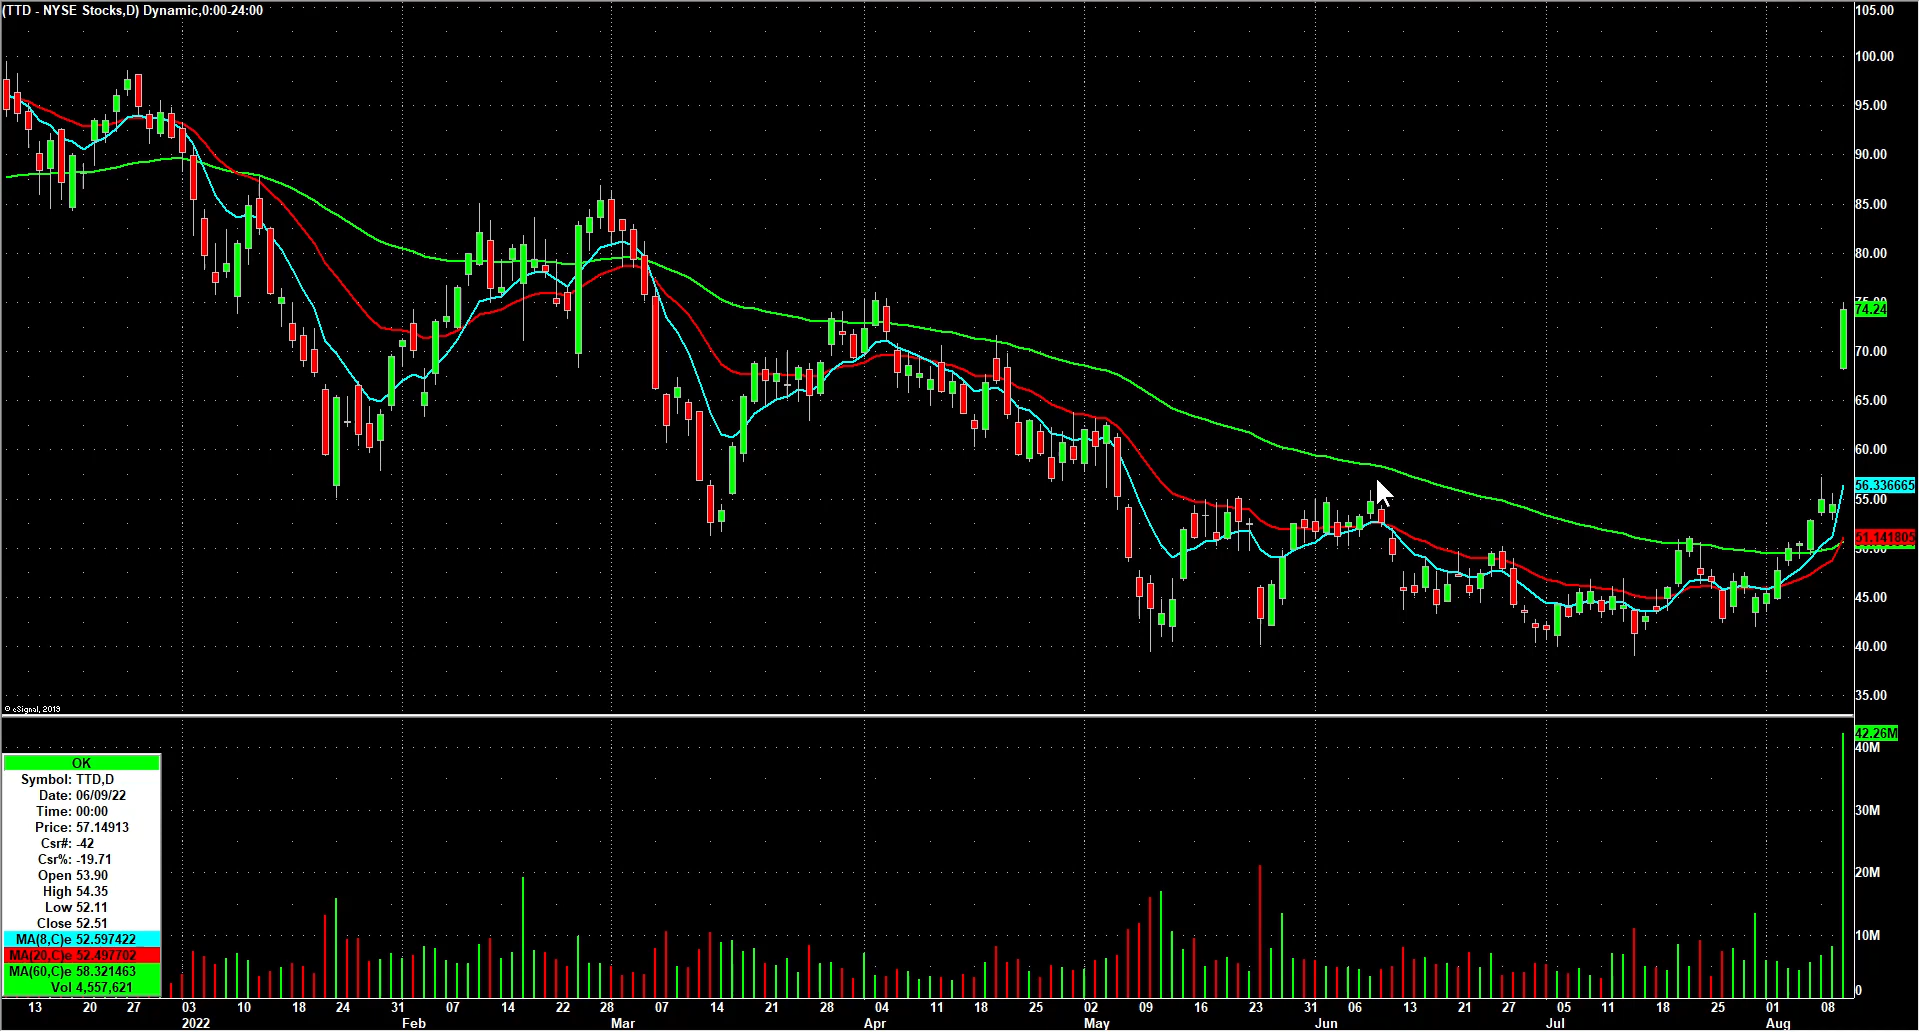 (TTD - NYSE Stocks,D) Dynamic,0:00-24:00
105.00
100.00
95.00
90.00
85.00
80.00
75.00
74.24
70.00
65.00
60.00
56.336665
55.00
51.141805
50.00
45.00
40.00
35.00
© eSignal, 2019
42.26M
40M
30M
20M
10M
0
OK
Symbol: TTD,D
Date: 06/09/22
Time: 00:00
Price: 57.14913
Csr#: -42
Csr%: -19.71
Open 53.90
High 54.35
Low 52.11
Close 52.51
MA(8,C)e 52.597422
MA(20,C)e 52.497702
MA(60,C)e 58.321463
Vol 4,557,621
13 20 27 03 10 18 24 31 07 14 22 28 07 14 21 28 04 11 18 25 02 09 16 23 31 06 13 21 27 05 11 18 25 01 08
2022 Feb Mar Apr May Jun Jul Aug